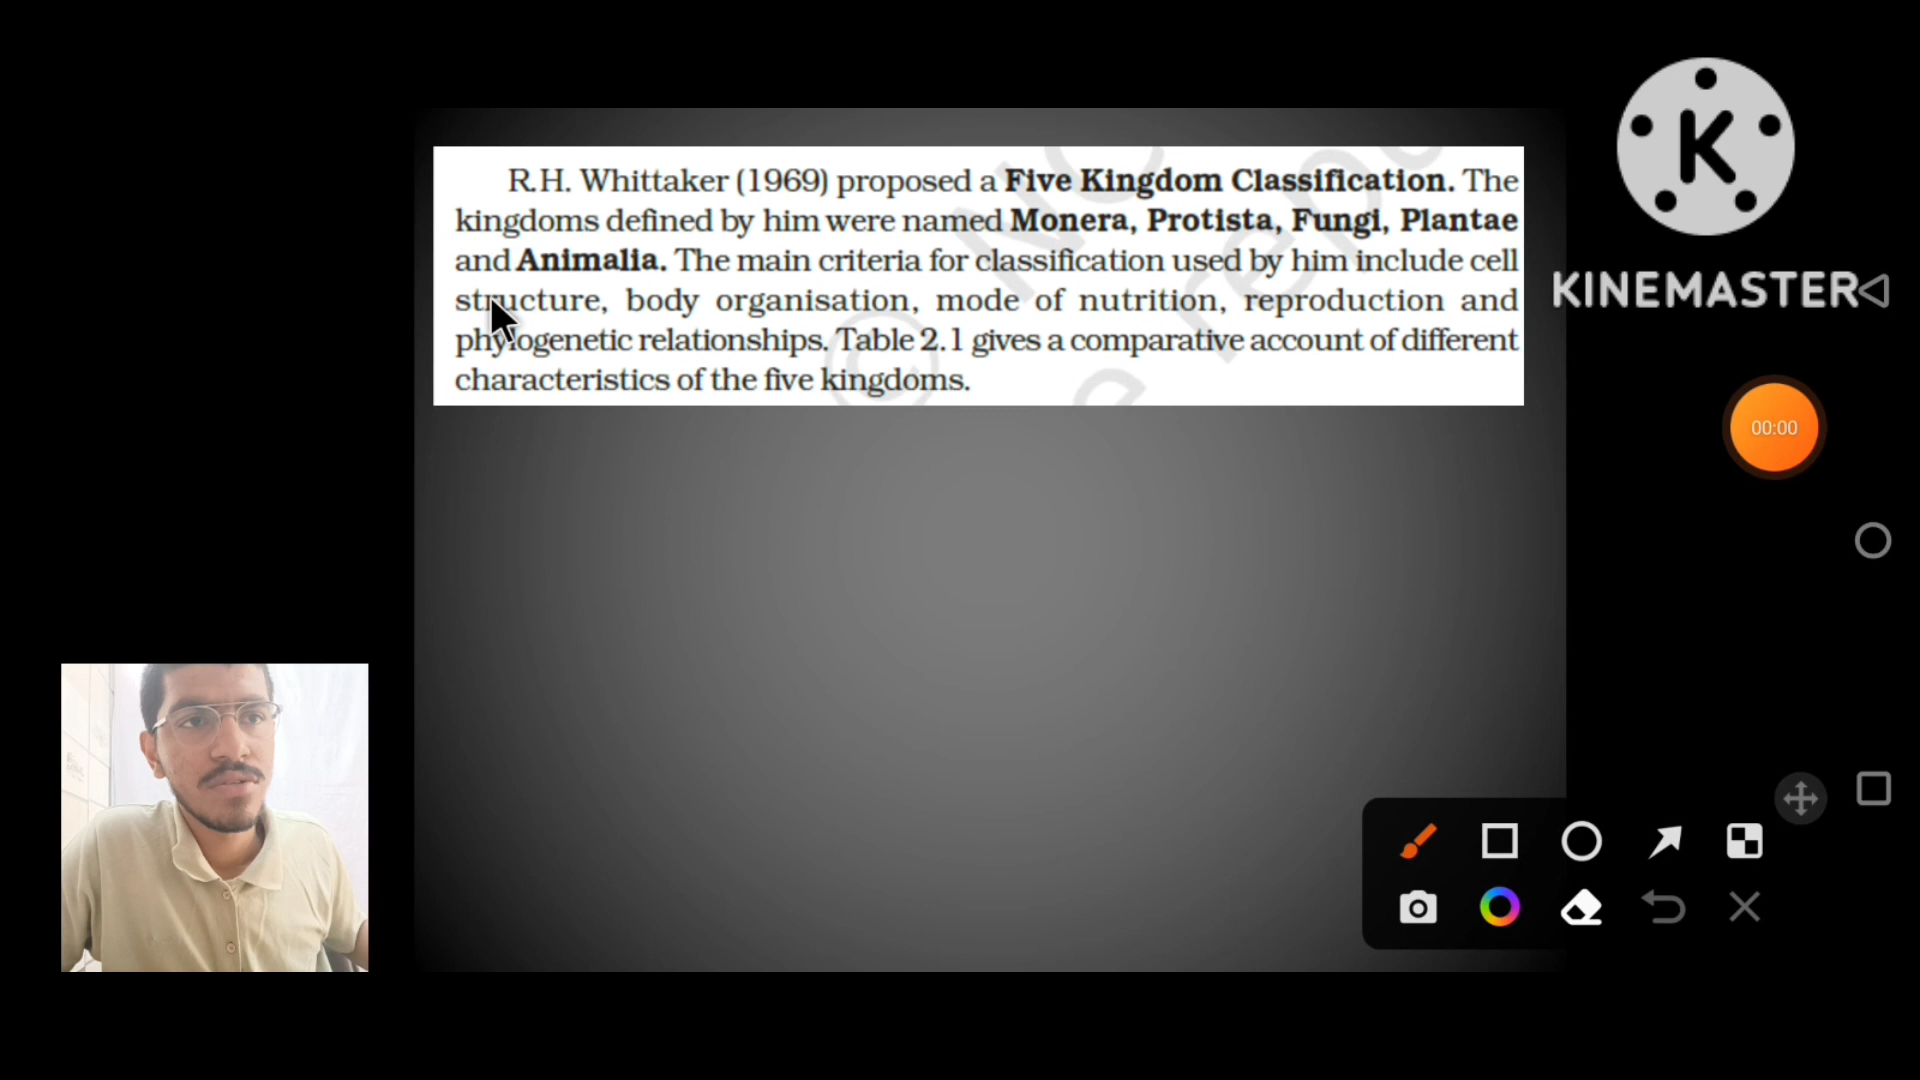 R.H. Whittaker (1969) proposed a Five Kingdom Classification. The
kingdoms defined by him were named Monera, Protista, Fungi, Plantae
and Animalia. The main criteria for classification used by him include cell
structure, body organisation, mode of nutrition, reproduction and
phylogenetic relationships. Table 2.1 gives a comparative account of different
characteristics of the five kingdoms.
K
KINEMASTER
00:00